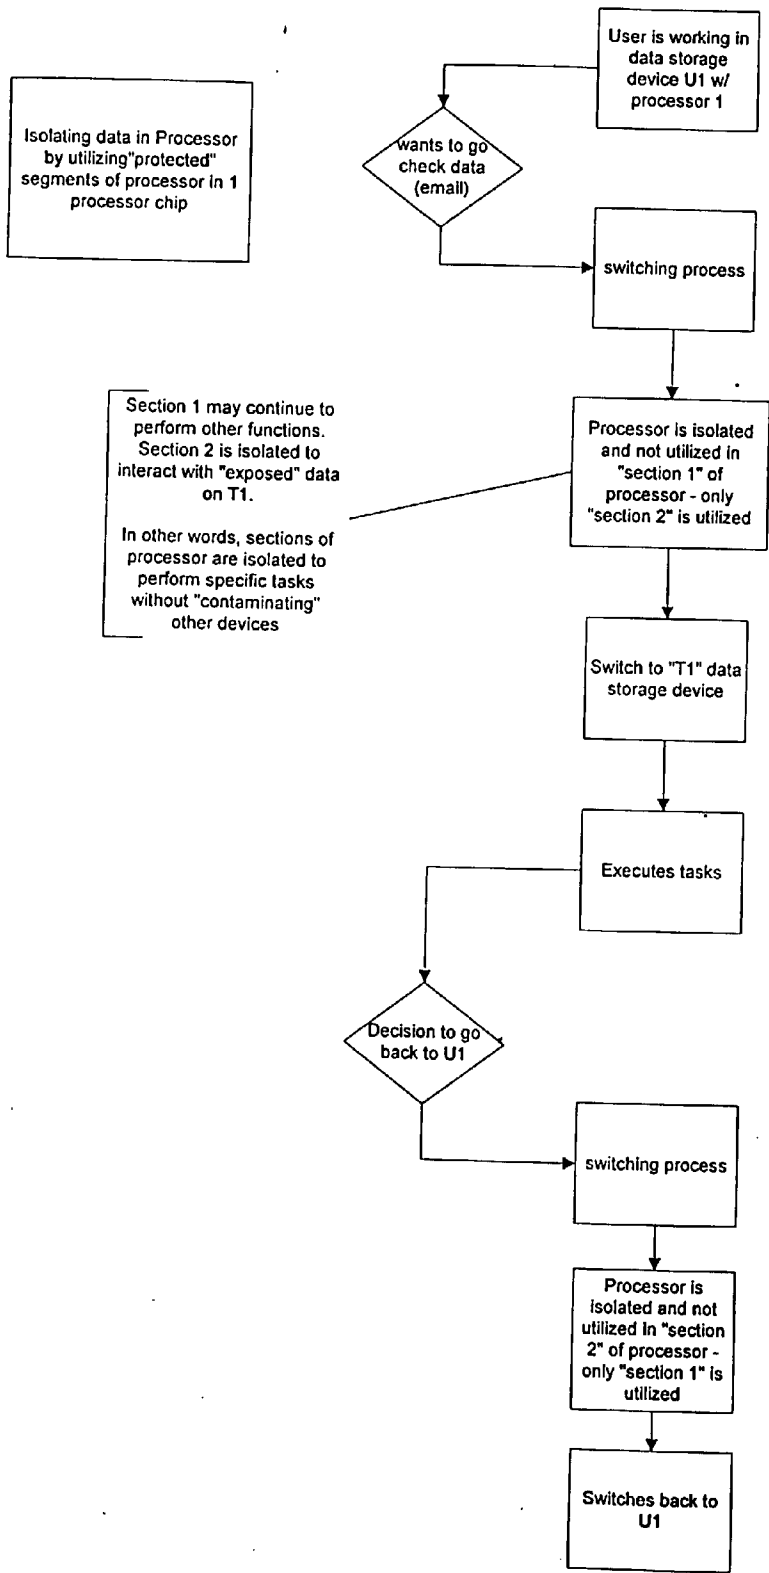 User is working in
data storage
device U1 w/
processor 1
Isolating data in Processor
by utilizing"protected"
segments of processor in 1
processor chip
wants to go
check data
(email)
switching process
Section 1 may continue to
perform other functions.
Section 2 is isolated to
interact with "exposed" data
on T1.
In other words, sections of
processor are isolated to
perform specific tasks
without "contaminating"
other devices
Processor is isolated
and not utilized in
"section 1" of
processor - only
"section 2" is utilized
Switch to "T1" data
storage device
Executes tasks
Decision to go
back to U1
switching process
Processor is
isolated and not
utilized in "section
2" of processor -
only "section 1" is
utilized
Switches back to
U1